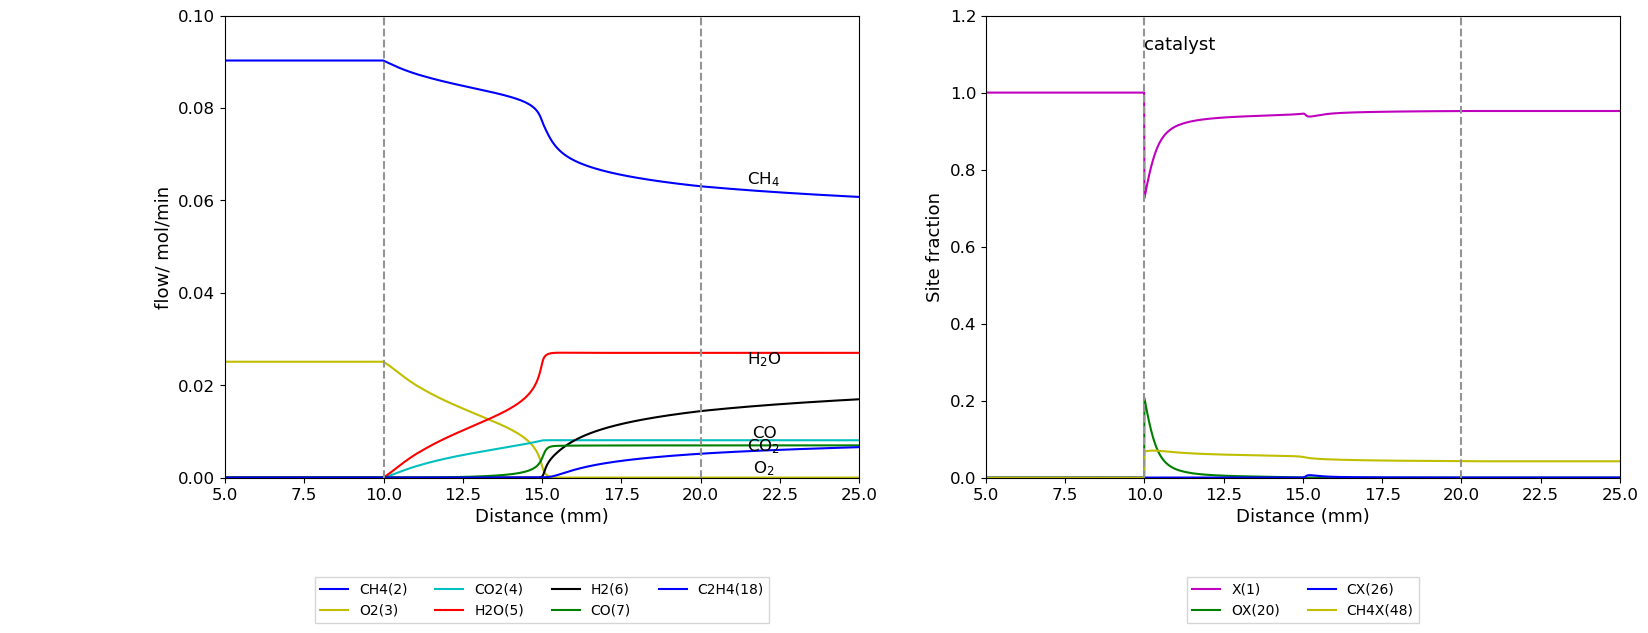 0.10
0.08
0.06
0.04
0.02
0.00
flow/ mol/min
CH₄
H₂O
CO
CO₂
O₂
5.0 7.5 10.0 12.5 15.0 17.5 20.0 22.5 25.0
Distance (mm)
CH4(2) CO2(4) H2(6) C2H4(18)
O2(3) H2O(5) CO(7)
1.2
1.0
0.8
0.6
0.4
0.2
0.0
Site fraction
catalyst
5.0 7.5 10.0 12.5 15.0 17.5 20.0 22.5 25.0
Distance (mm)
X(1) CX(26)
OX(20) CH4X(48)